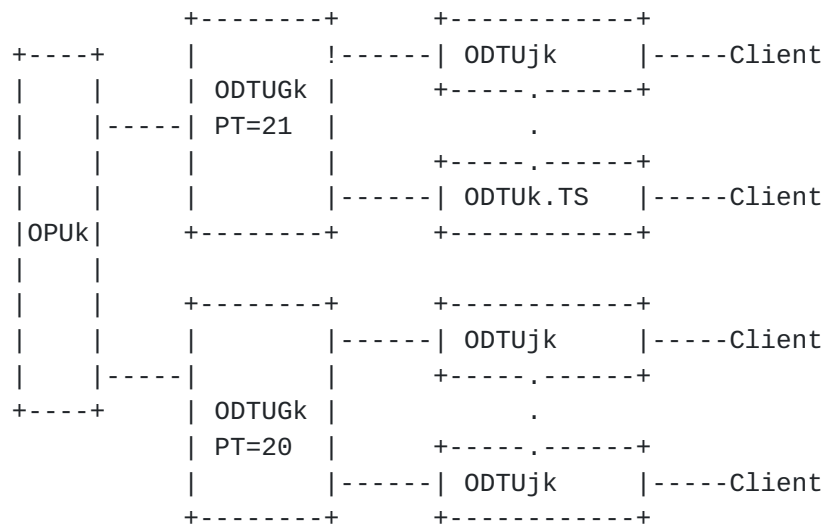 +--------+       +------------+
+----+       |        !------| ODTUjk     |-----Client
|    |       | ODTUGk |      +-----.------+
|    |-----| PT=21  |            .
|    |       |        |      +-----.------+
|    |       |        |------| ODTUk.TS   |-----Client
|OPUk|       +--------+       +------------+
|    |
|    |       +--------+       +------------+
|    |       |        |------| ODTUjk     |-----Client
|    |-----|        |      +-----.------+
+----+       | ODTUGk |            .
             | PT=20  |      +-----.------+
             |        |------| ODTUjk     |-----Client
             +--------+       +------------+